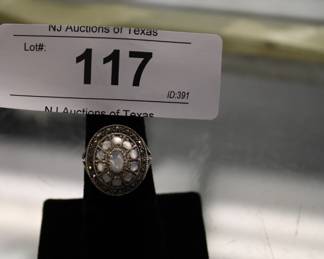 NJ Auctions of Texas
Lot#:
117
ID:391
NJ Auctions of Texas